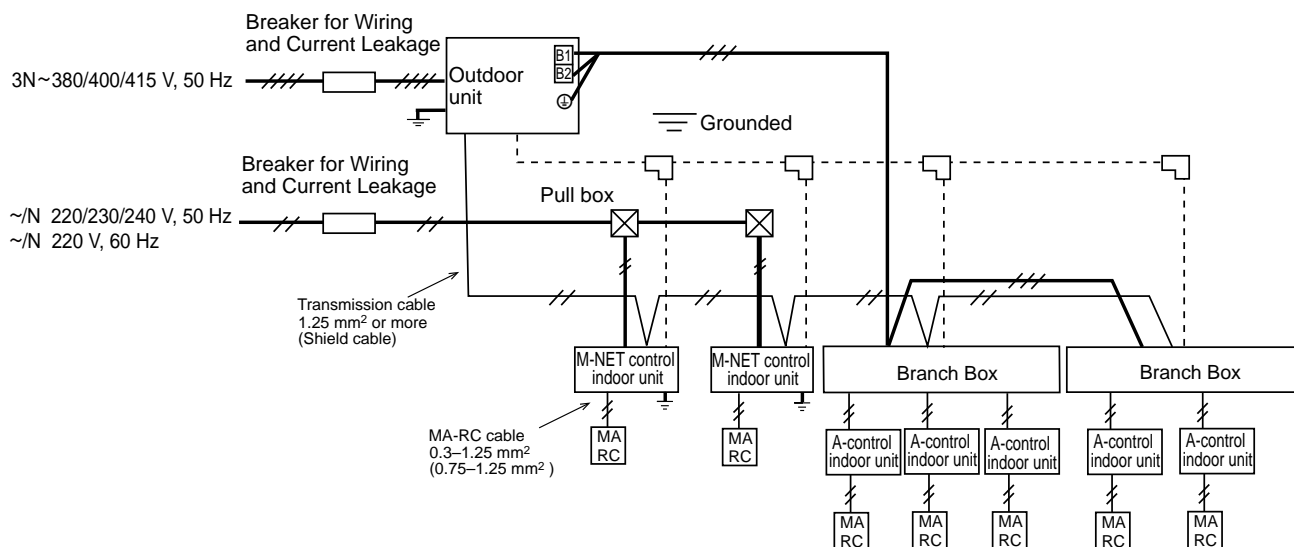 Breaker for Wiring
and Current Leakage
3N~380/400/415 V, 50 Hz
Outdoor
unit
B1
B2
Grounded
Breaker for Wiring
and Current Leakage
Pull box
~/N 220/230/240 V, 50 Hz
~/N 220 V, 60 Hz
Transmission cable
1.25 mm² or more
(Shield cable)
M-NET control
indoor unit
M-NET control
indoor unit
Branch Box
Branch Box
MA-RC cable
0.3–1.25 mm²
(0.75–1.25 mm² )
MA
RC
MA
RC
A-control
indoor unit
A-control
indoor unit
A-control
indoor unit
A-control
indoor unit
A-control
indoor unit
MA
RC
MA
RC
MA
RC
MA
RC
MA
RC